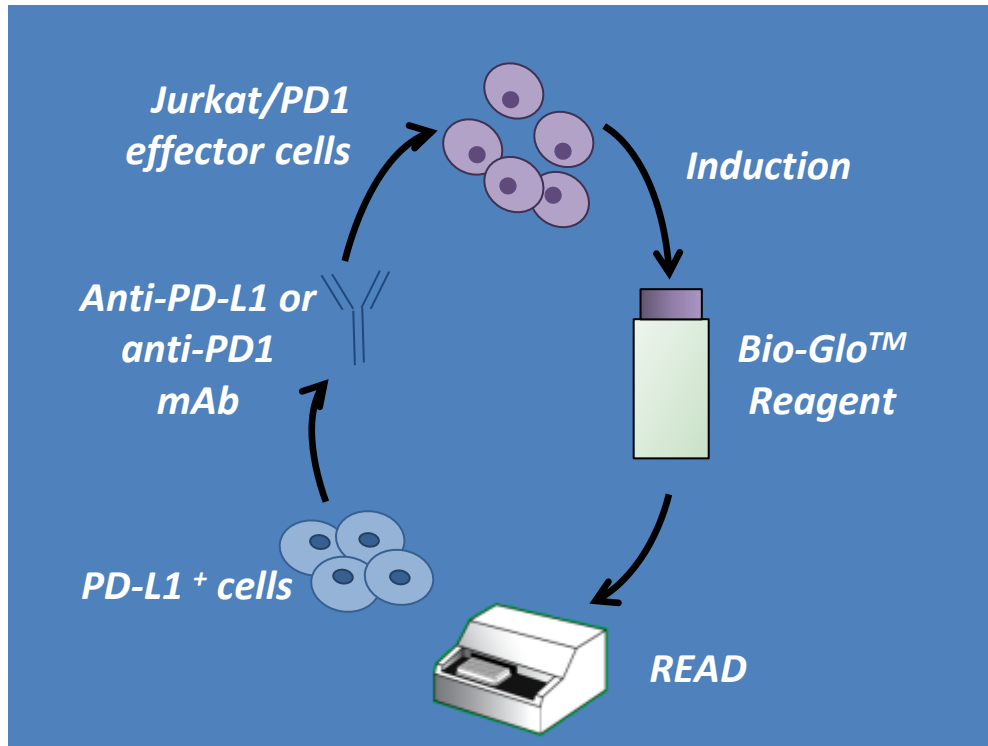 Jurkat/PD1
effector cells
Induction
Anti-PD-L1 or
anti-PD1
mAb
Bio-Glo™
Reagent
PD-L1 ⁺ cells
READ